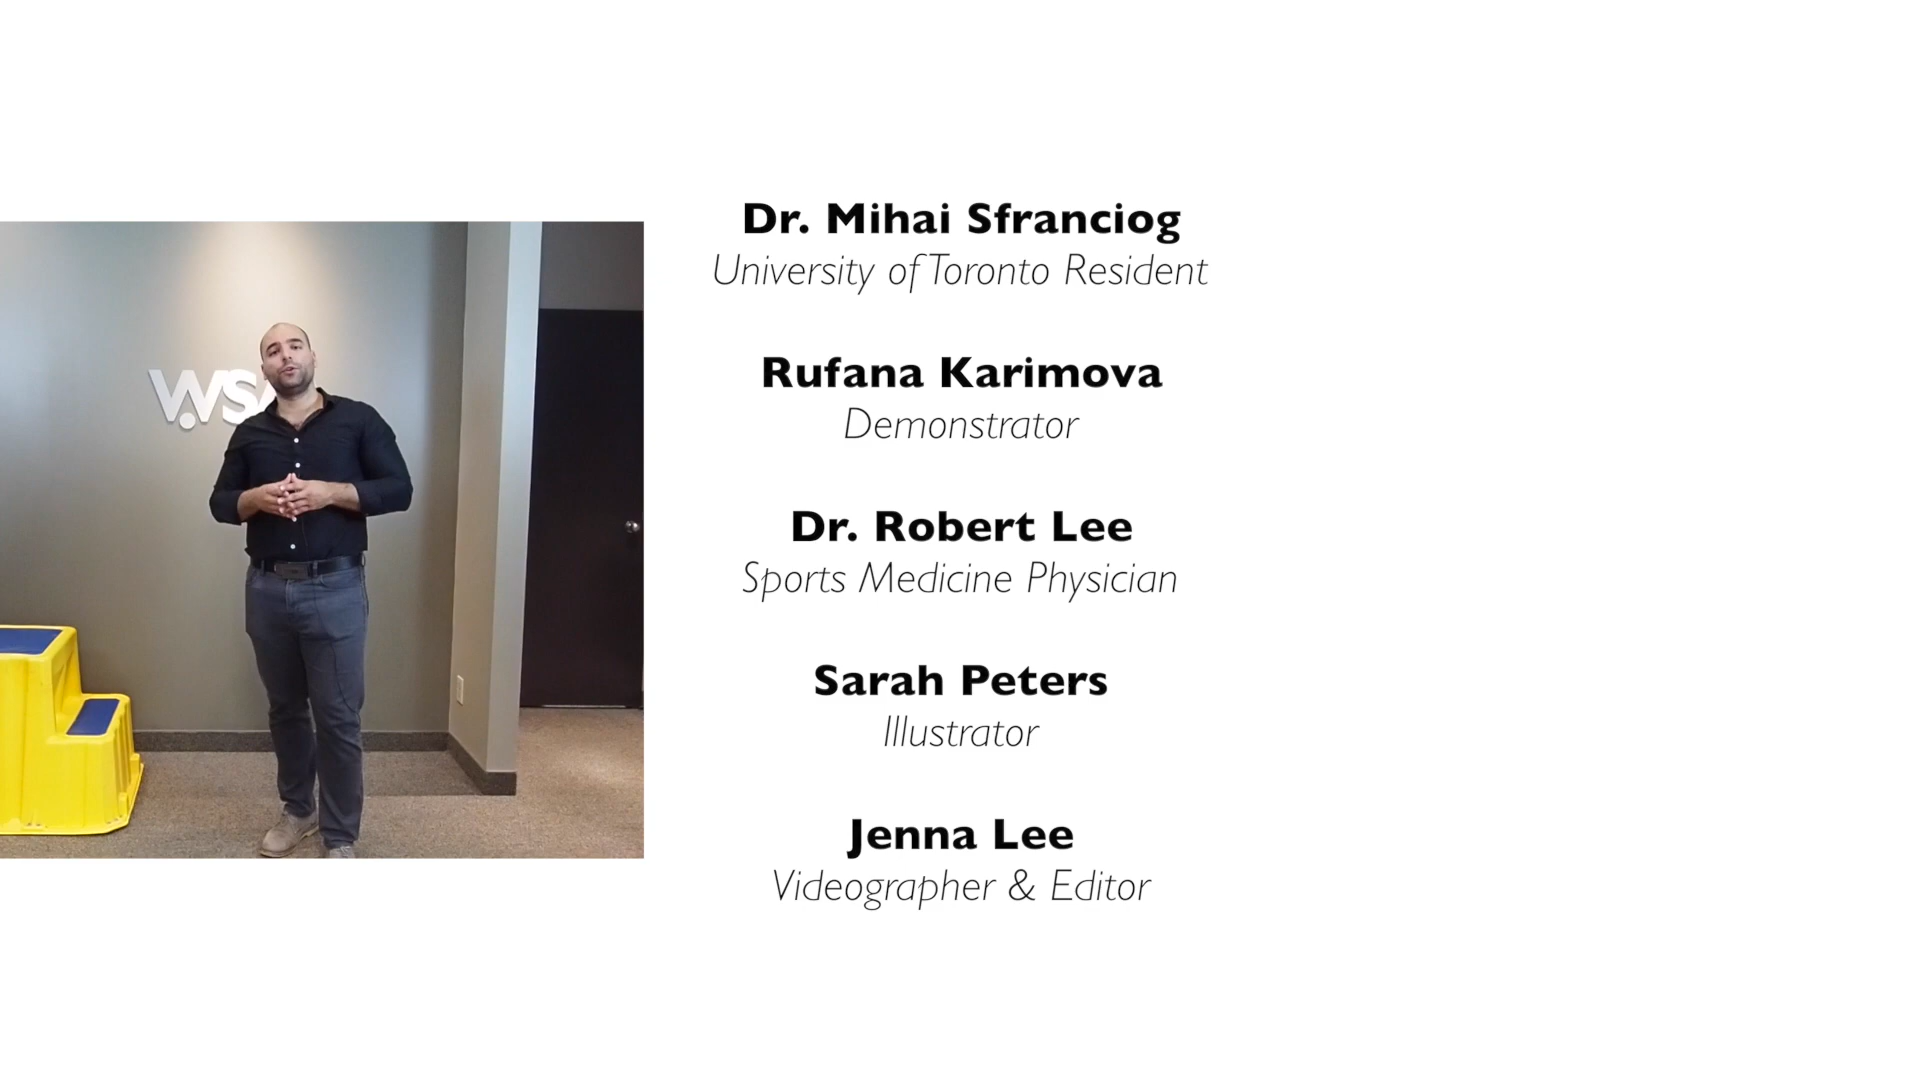 WS
Dr. Mihai Sfranciog
University of Toronto Resident
Rufana Karimova
Demonstrator
Dr. Robert Lee
Sports Medicine Physician
Sarah Peters
Illustrator
Jenna Lee
Videographer & Editor